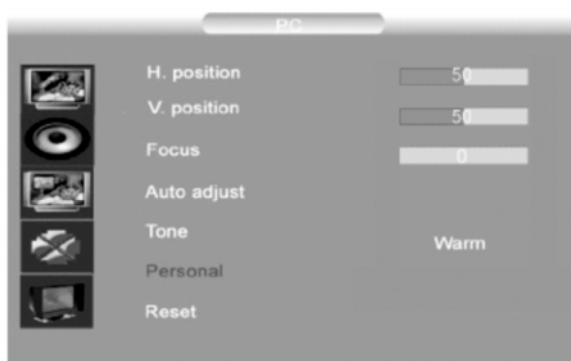 PC
H. position 50
V. position 50
Focus 0
Auto adjust
Tone Warm
Personal
Reset